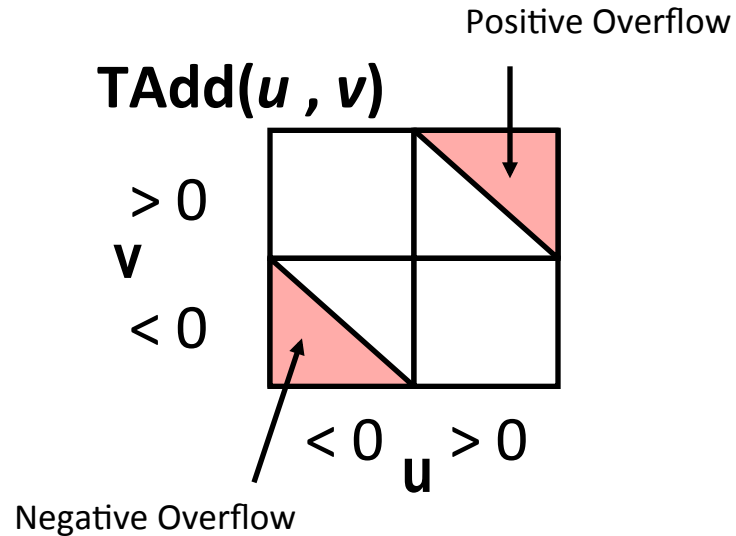 Positive Overflow
TAdd(u , v)
> 0
v
< 0
< 0 u > 0
Negative Overflow